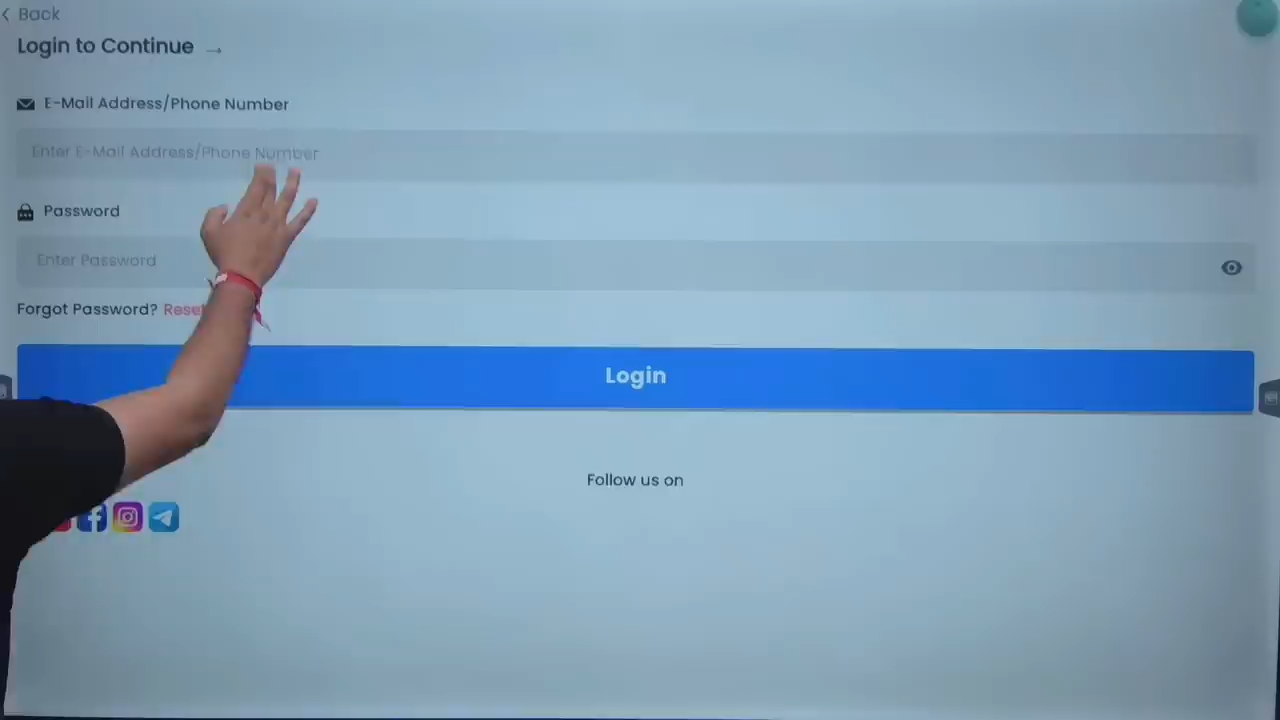 Back
Login to Continue →
E-Mail Address/Phone Number
Enter E-Mail Address/Phone Number
Password
Enter Password
Forgot Password? Reset
Login
Follow us on